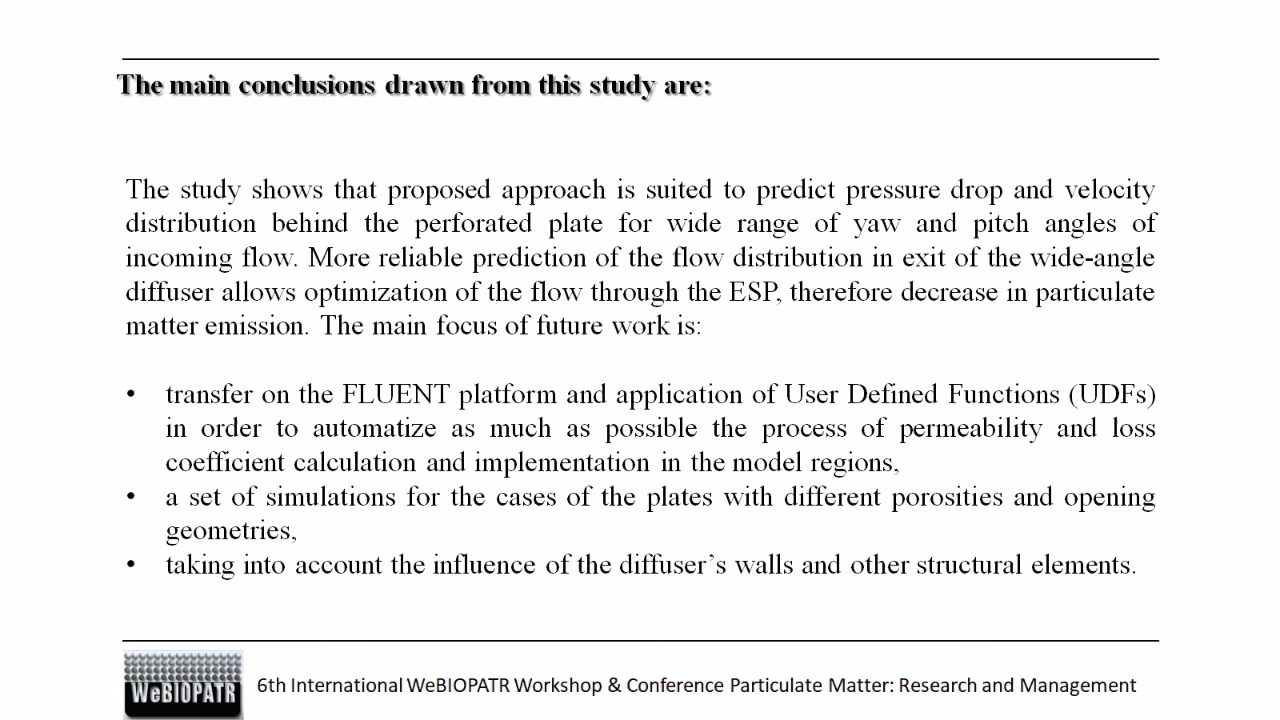 The main conclusions drawn from this study are:
The study shows that proposed approach is suited to predict pressure drop and velocity
distribution behind the perforated plate for wide range of yaw and pitch angles of
incoming flow. More reliable prediction of the flow distribution in exit of the wide-angle
diffuser allows optimization of the flow through the ESP, therefore decrease in particulate
matter emission. The main focus of future work is:
• transfer on the FLUENT platform and application of User Defined Functions (UDFs)
in order to automatize as much as possible the process of permeability and loss
coefficient calculation and implementation in the model regions,
• a set of simulations for the cases of the plates with different porosities and opening
geometries,
• taking into account the influence of the diffuser’s walls and other structural elements.
WeBIOPATR
6th International WeBIOPATR Workshop & Conference Particulate Matter: Research and Management